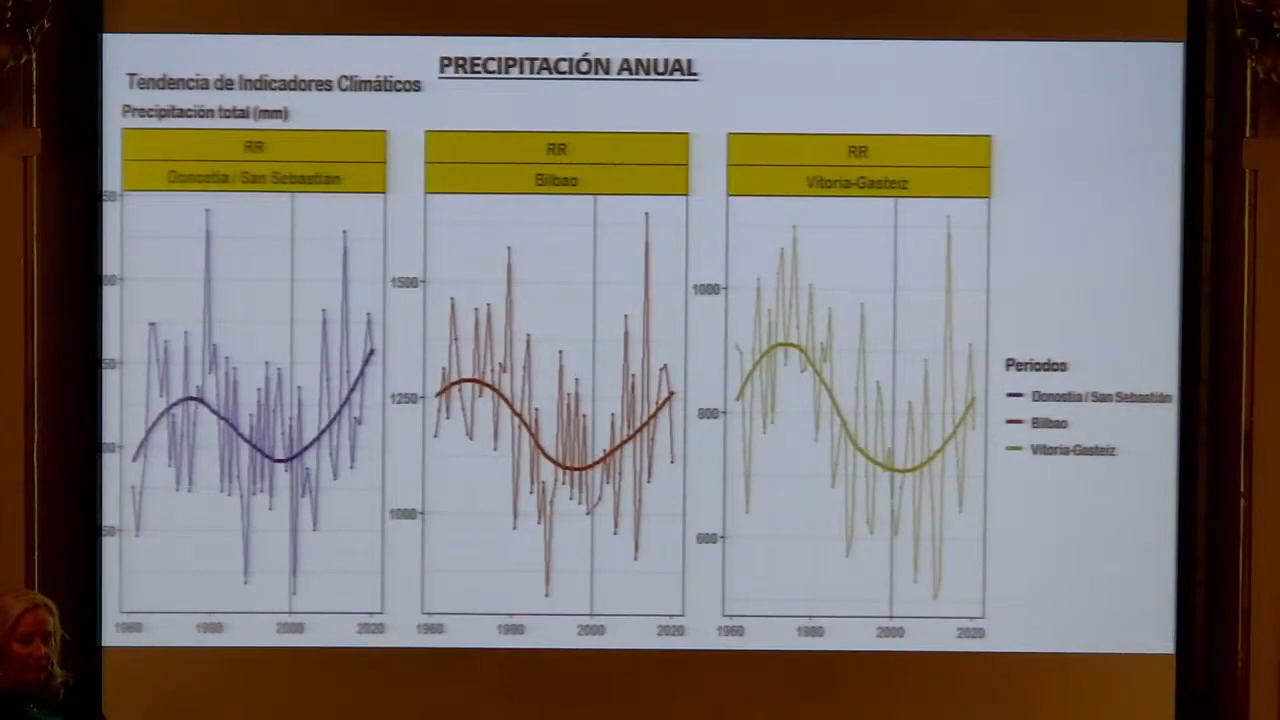 PRECIPITACIÓN ANUAL
Tendencia de Indicadores Climáticos
Precipitación total (mm)
RR
RR
RR
Donostia / San Sebastián
Bilbao
Vitoria-Gasteiz
1500
1250
1000
1000
800
600
1960
1980
2000
2020
1960
1980
2000
2020
1960
1980
2000
2020
Periodos
Donostia / San Sebastián
Bilbao
Vitoria-Gasteiz